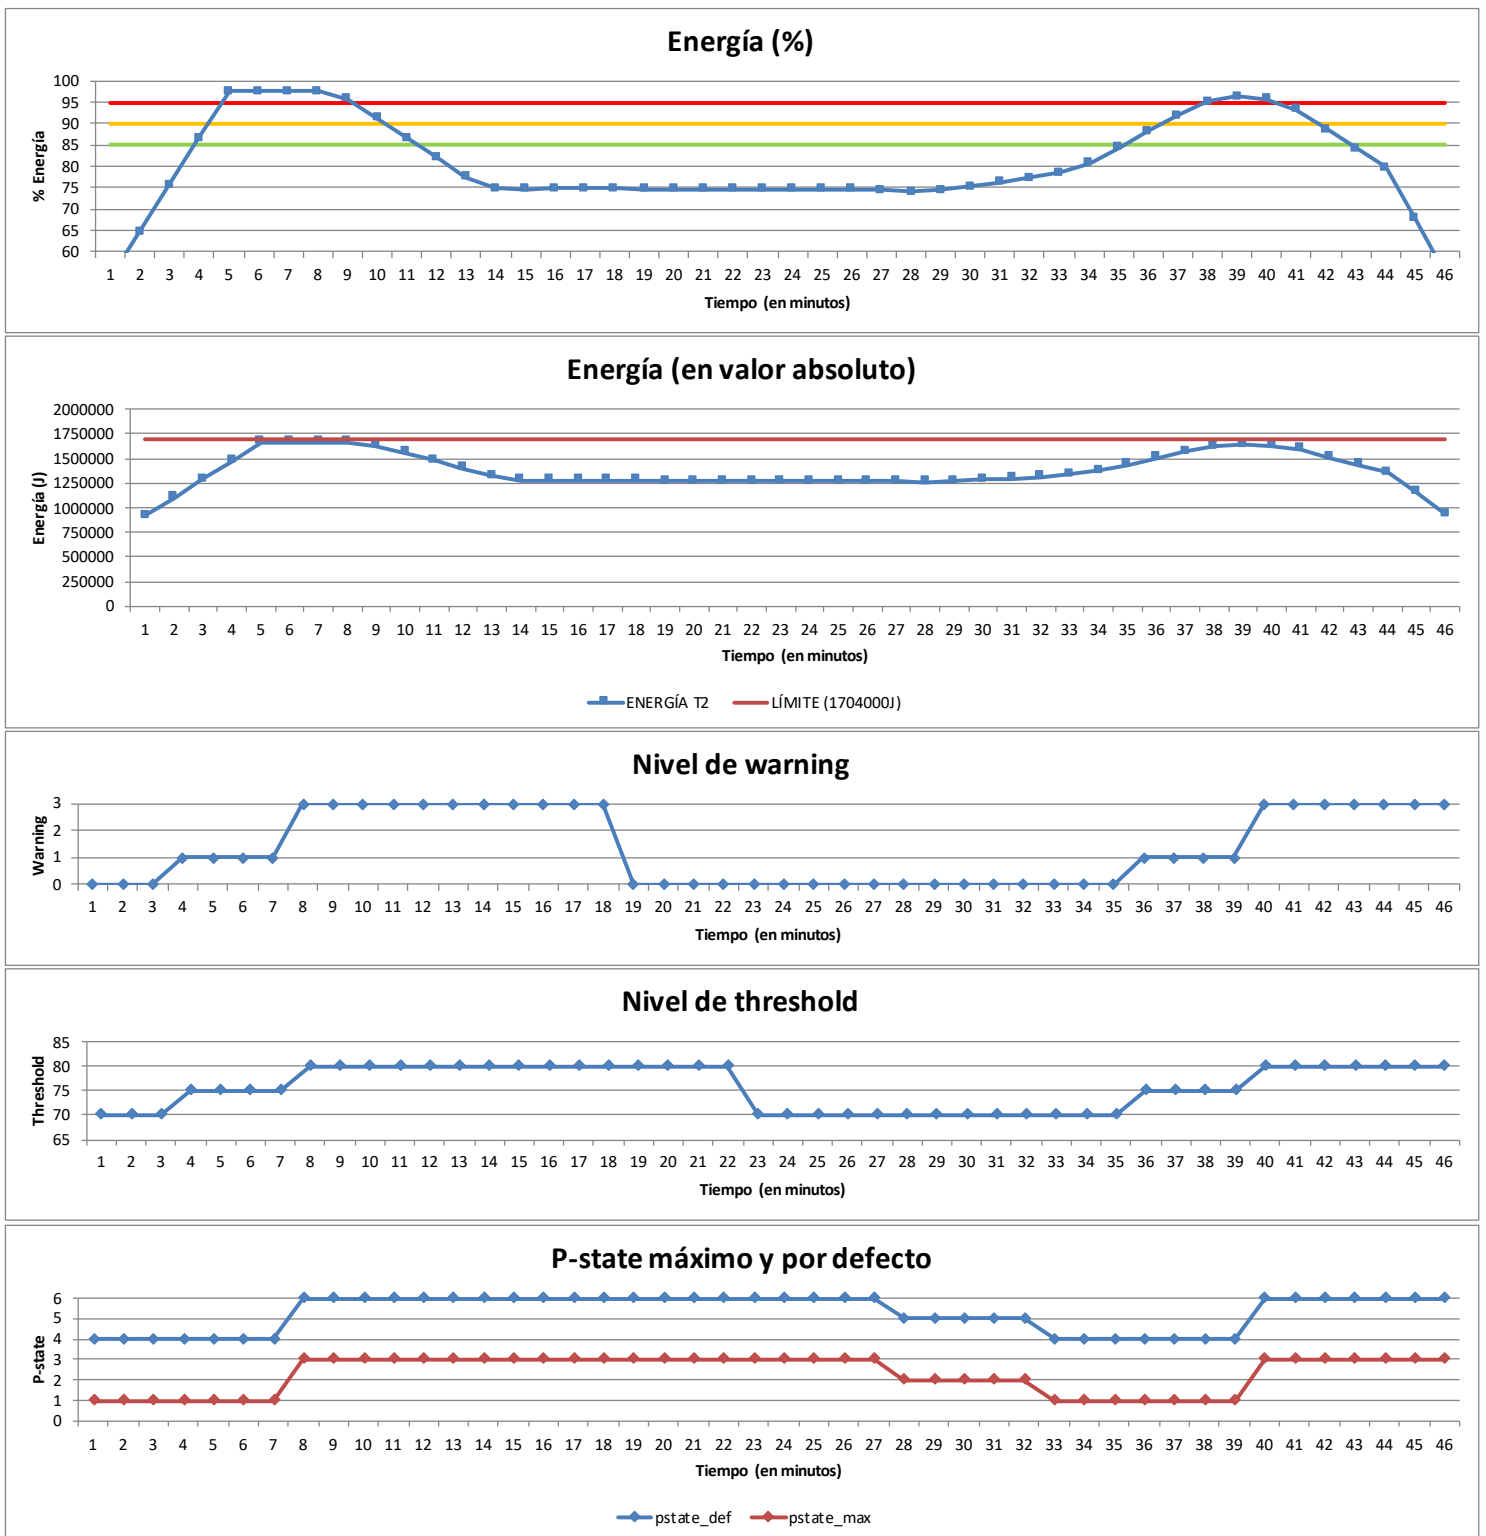 Energía (%)
100
95
90
85
80
75
70
65
60
% Energía
1 2 3 4 5 6 7 8 9 10 11 12 13 14 15 16 17 18 19 20 21 22 23 24 25 26 27 28 29 30 31 32 33 34 35 36 37 38 39 40 41 42 43 44 45 46
Tiempo (en minutos)
Energía (en valor absoluto)
2000000
1750000
1500000
1250000
1000000
750000
500000
250000
0
Energía (J)
1 2 3 4 5 6 7 8 9 10 11 12 13 14 15 16 17 18 19 20 21 22 23 24 25 26 27 28 29 30 31 32 33 34 35 36 37 38 39 40 41 42 43 44 45 46
Tiempo (en minutos)
ENERGÍA T2 LÍMITE (1704000J)
Nivel de warning
3
2
1
0
Warning
1 2 3 4 5 6 7 8 9 10 11 12 13 14 15 16 17 18 19 20 21 22 23 24 25 26 27 28 29 30 31 32 33 34 35 36 37 38 39 40 41 42 43 44 45 46
Tiempo (en minutos)
Nivel de threshold
85
80
75
70
65
Threshold
1 2 3 4 5 6 7 8 9 10 11 12 13 14 15 16 17 18 19 20 21 22 23 24 25 26 27 28 29 30 31 32 33 34 35 36 37 38 39 40 41 42 43 44 45 46
Tiempo (en minutos)
P-state máximo y por defecto
6
5
4
3
2
1
0
P-state
1 2 3 4 5 6 7 8 9 10 11 12 13 14 15 16 17 18 19 20 21 22 23 24 25 26 27 28 29 30 31 32 33 34 35 36 37 38 39 40 41 42 43 44 45 46
Tiempo (en minutos)
pstate_def pstate_max